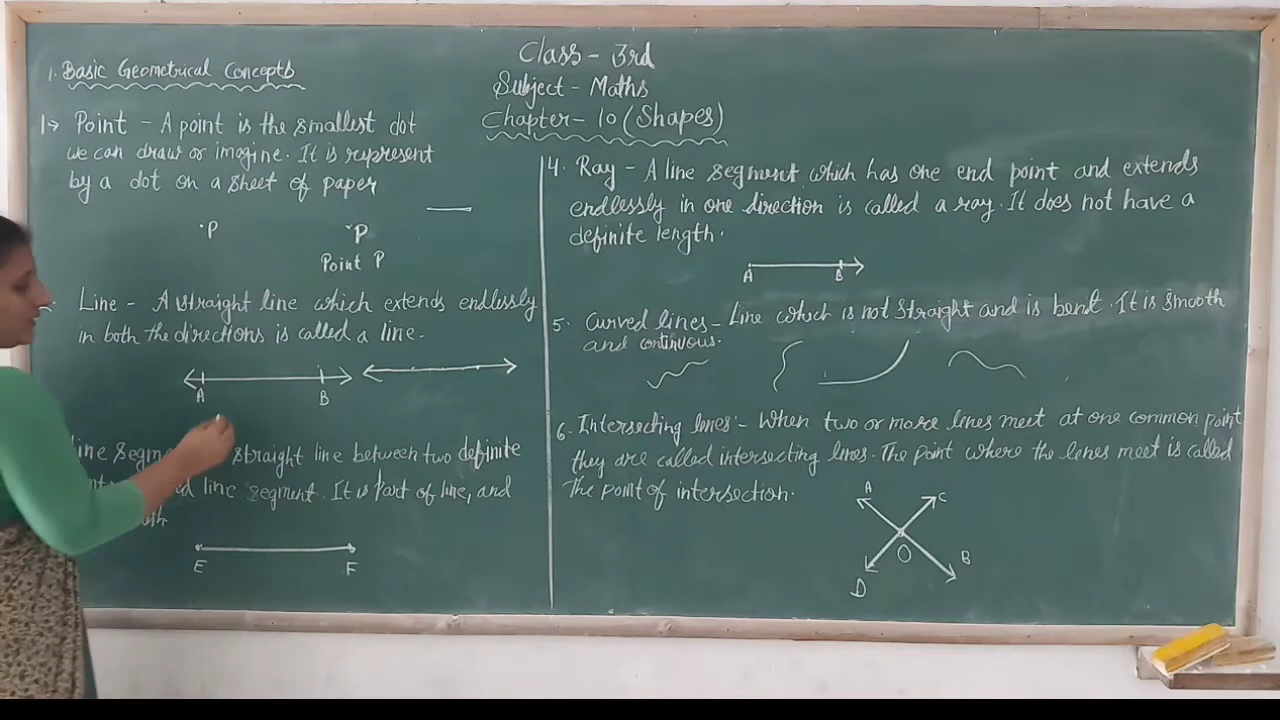 Class - 3rd
Subject - Maths
Chapter - 10 (Shapes)
1. Basic Geometrical Concepts
1→ Point - A point is the smallest dot
we can draw or imagine. It is represent
by a dot on a sheet of paper
P
P
Point P
Line - A straight line which extends endlessly
in both the directions is called a line.
A B
straight line between two definite
line segment. It is part of line, and
E F
4. Ray - A line segment which has one end point and extends
endlessly in one direction is called a ray. It does not have a
definite length.
A B
5. Curved lines - Line which is not straight and is bent. It is smooth
and continuous.
6. Intersecting lines :- When two or more lines meet at one common point
they are called intersecting lines. The point where the lines meet is called
The point of intersection.
A C
O
D B